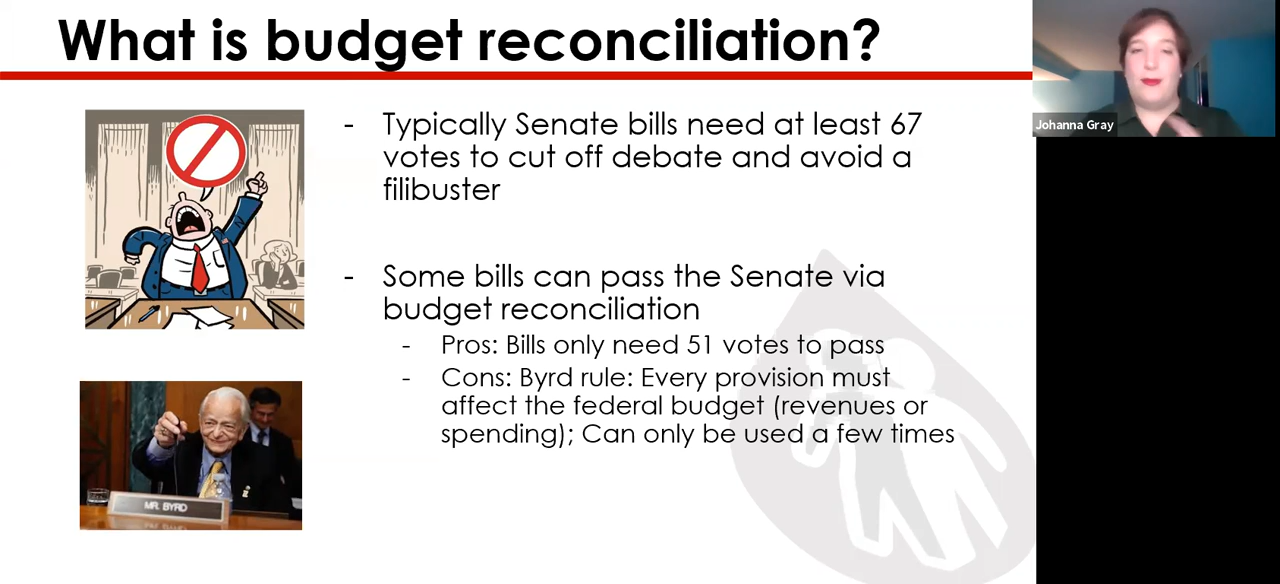 What is budget reconciliation?
Johanna Gray
- Typically Senate bills need at least 67
votes to cut off debate and avoid a
filibuster
- Some bills can pass the Senate via
budget reconciliation
- Pros: Bills only need 51 votes to pass
- Cons: Byrd rule: Every provision must
affect the federal budget (revenues or
spending); Can only be used a few times
MR. BYRD